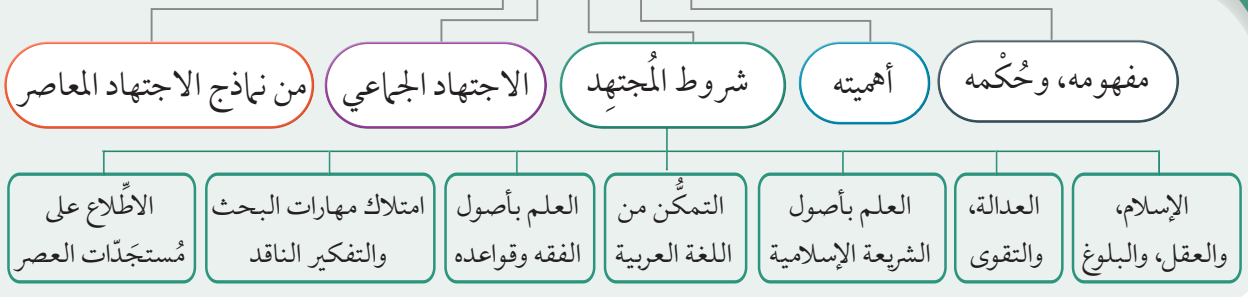 مفهومه، وحُكْمه
أهميته
شروط المُجتهِد
الاجتهاد الجماعي
من نماذج الاجتهاد المعاصر
الإسلام،
والعقل، والبلوغ
العدالة،
والتقوى
العلم بأصول
الشريعة الإسلامية
التمكُّن من
اللغة العربية
العلم بأصول
الفقه وقواعده
امتلاك مهارات البحث
والتفكير الناقد
الاطِّلاع على
مُستجَدّات العصر